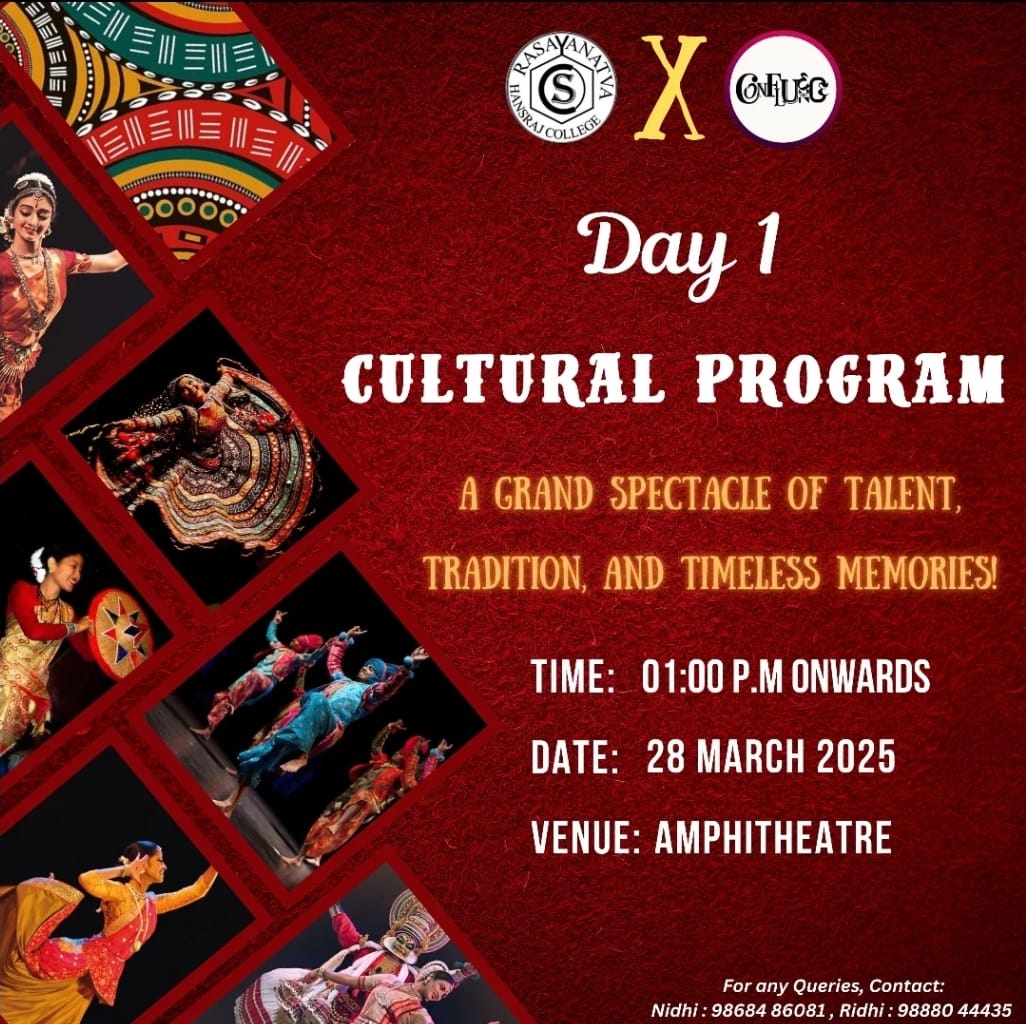 RASAYANATVA
CSY
HANSRAJ COLLEGE
X
CONFLUENCE
Day 1
CULTURAL PROGRAM
A GRAND SPECTACLE OF TALENT,
TRADITION, AND TIMELESS MEMORIES!
TIME: 01:00 P.M ONWARDS
DATE: 28 MARCH 2025
VENUE: AMPHITHEATRE
For any Queries, Contact:
Nidhi : 98684 86081 , Ridhi : 98880 44435